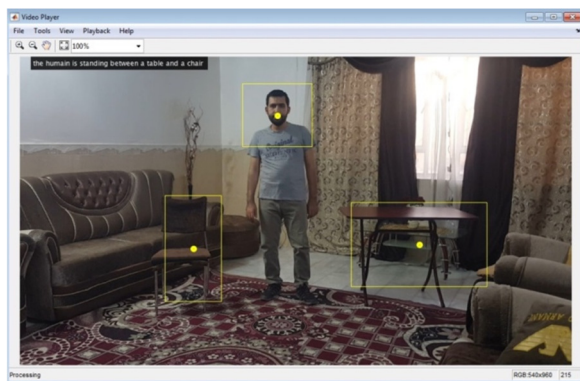 Video Player
File Tools View Playback Help
100%
the humain is standing between a table and a chair
Processing
RGB:540x960 215